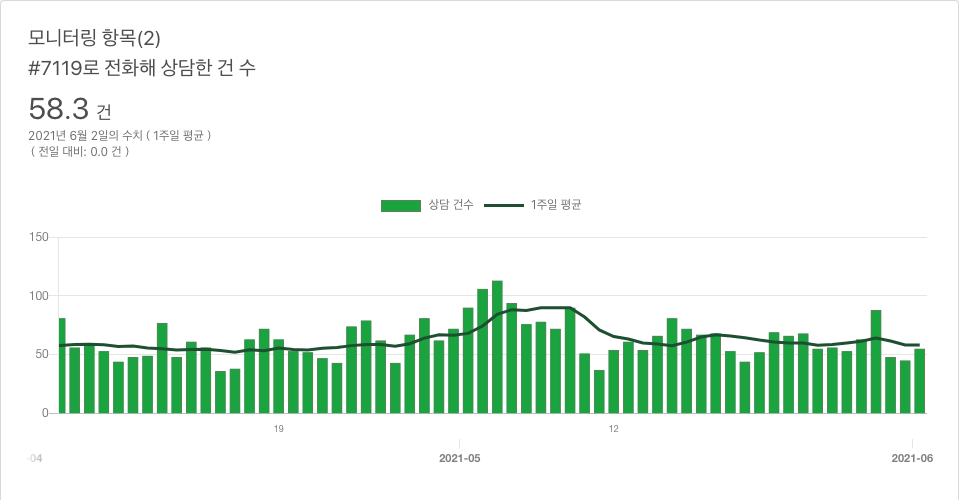 모니터링 항목(2)
#7119로 전화해 상담한 건 수
58.3 건
2021년 6월 2일의 수치 ( 1주일 평균 )
( 전일 대비: 0.0 건 )
상담 건수 1주일 평균
150
100
50
0
19 12
-04 2021-05 2021-06